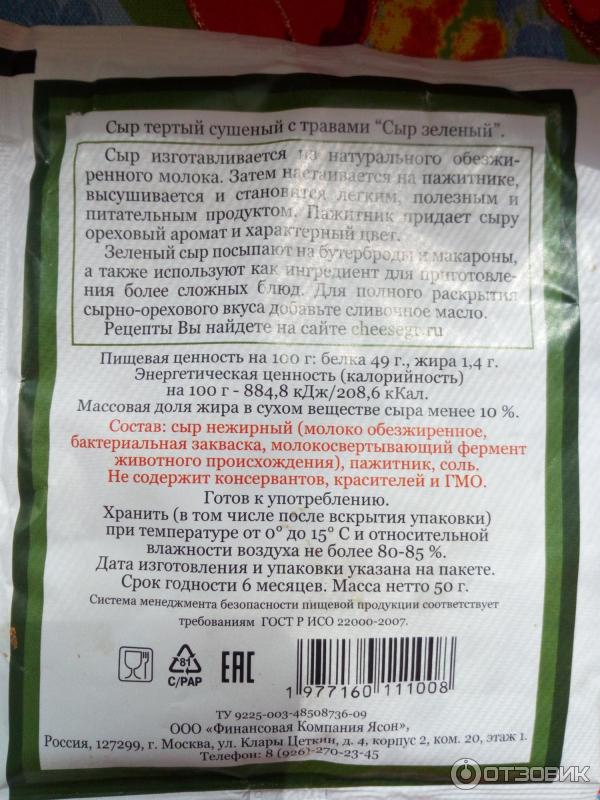 Сыр тертый сушеный с травами "Сыр зеленый".
Сыр изготавливается из натурального обезжи-
ренного молока. Затем настаивается на пажитнике,
высушивается и становится легким, полезным и
питательным продуктом. Пажитник придает сыру
ореховый аромат и характерный цвет.
Зеленый сыр посыпают на бутерброды и макароны,
а также используют как ингредиент для приготовле-
ния более сложных блюд. Для полного раскрытия
сырно-орехового вкуса добавьте сливочное масло.
Рецепты Вы найдете на сайте cheesegr.ru
Пищевая ценность на 100 г: белка 49 г., жира 1,4 г.
Энергетическая ценность (калорийность)
на 100 г - 884,8 кДж/208,6 кКал.
Массовая доля жира в сухом веществе сыра менее 10 %.
Состав: сыр нежирный (молоко обезжиренное,
бактериальная закваска, молокосвертывающий фермент
животного происхождения), пажитник, соль.
Не содержит консервантов, красителей и ГМО.
Готов к употреблению.
Хранить (в том числе после вскрытия упаковки)
при температуре от 0° до 15° С и относительной
влажности воздуха не более 80-85 %.
Дата изготовления и упаковки указана на пакете.
Срок годности 6 месяцев. Масса нетто 50 г.
Система менеджмента безопасности пищевой продукции соответствует
требованиям ГОСТ Р ИСО 22000-2007.
81
C/PAP
EAC
1 977160 111008
ТУ 9225-003-48508736-09
ООО «Финансовая Компания Ясон»,
Россия, 127299, г. Москва, ул. Клары Цеткин, д. 4, корпус 2, ком. 20, этаж 1.
Телефон: 8 (926)-270-23-45
ОТЗОВИК